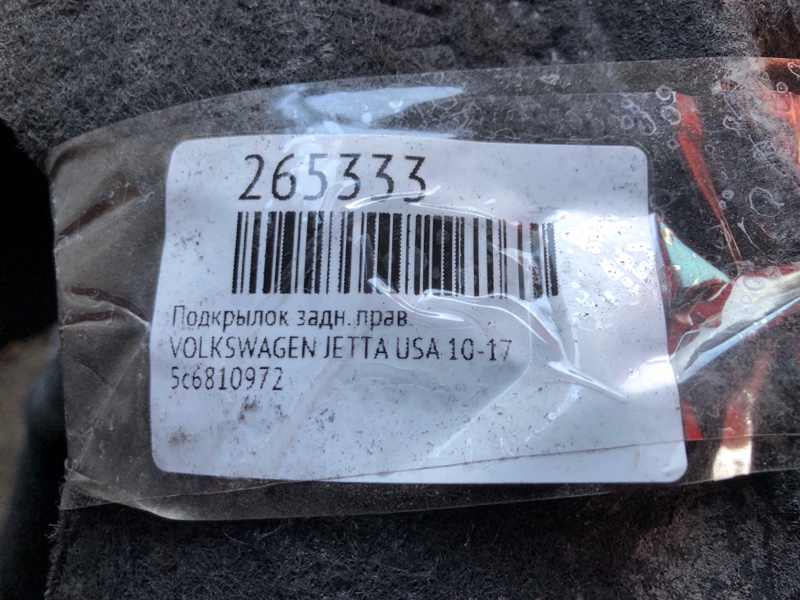 265333
Подкрылок задн. прав.
VOLKSWAGEN JETTA USA 10-17
5c6810972